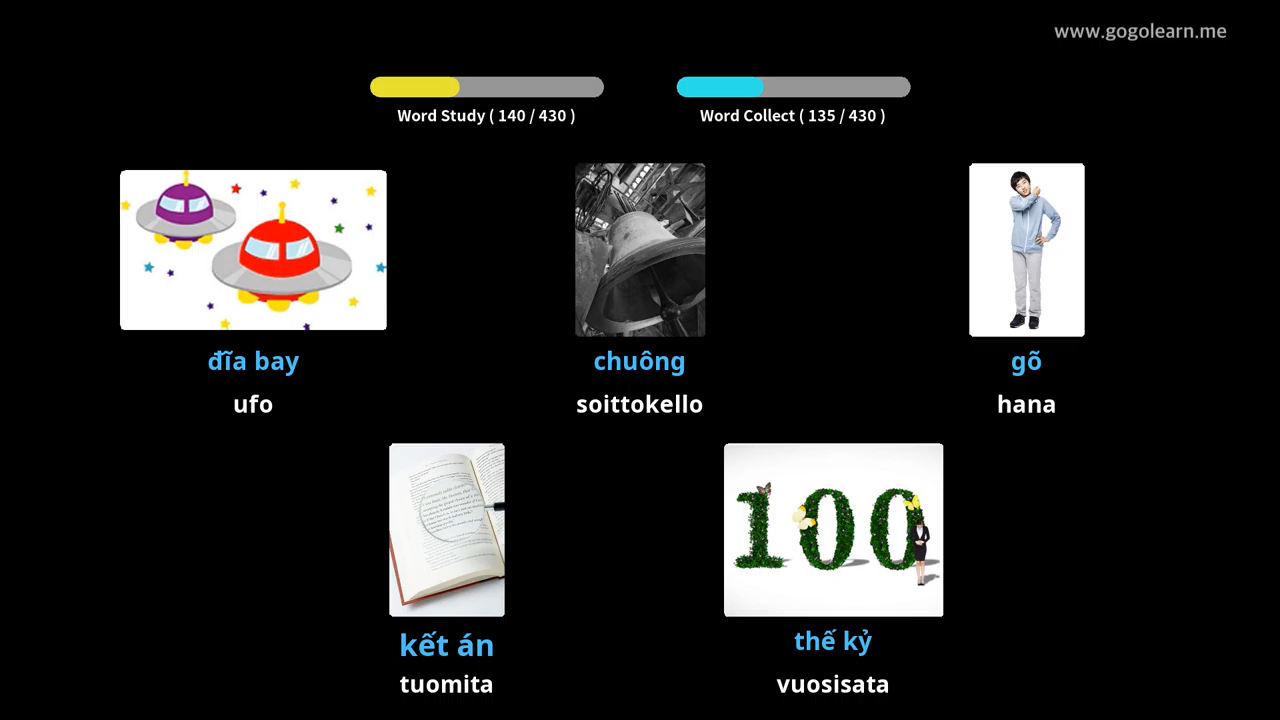 www.gogolearn.me
Word Study ( 140 / 430 )
Word Collect ( 135 / 430 )
đĩa bay
chuông
gõ
ufo
soittokello
hana
kết án
thế kỷ
tuomita
vuosisata